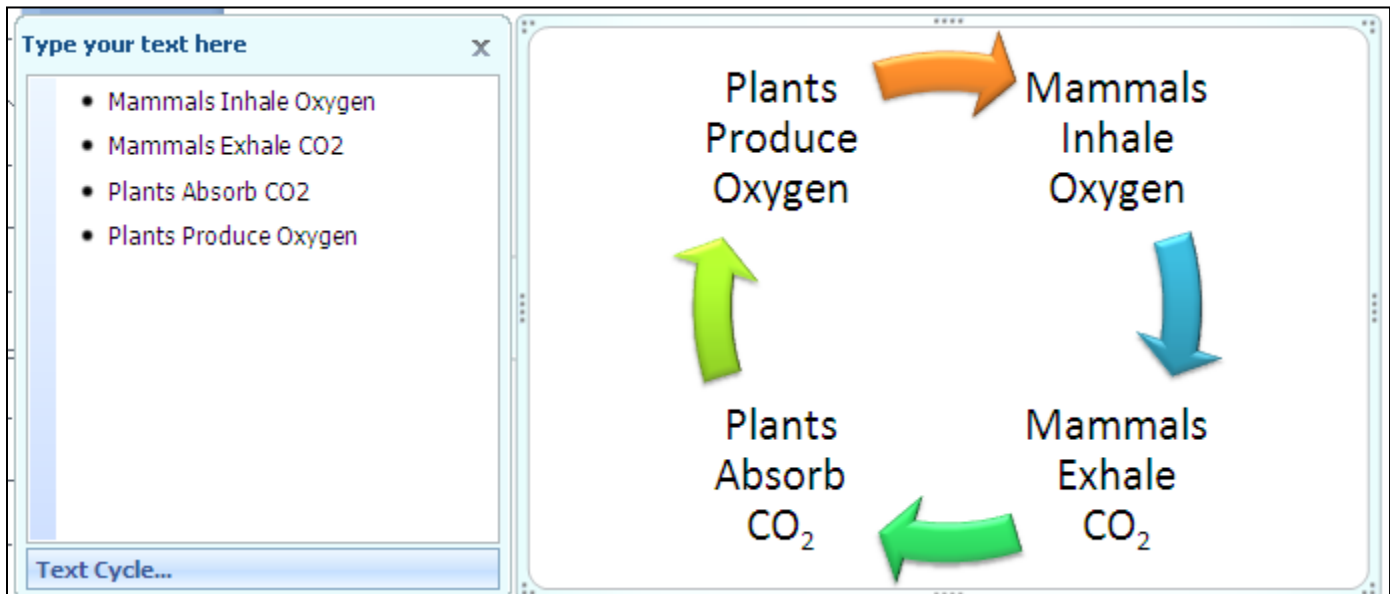 Type your text here
x
• Mammals Inhale Oxygen
• Mammals Exhale CO2
• Plants Absorb CO2
• Plants Produce Oxygen
Text Cycle...
Plants
Produce
Oxygen
Mammals
Inhale
Oxygen
Plants
Absorb
CO₂
Mammals
Exhale
CO₂